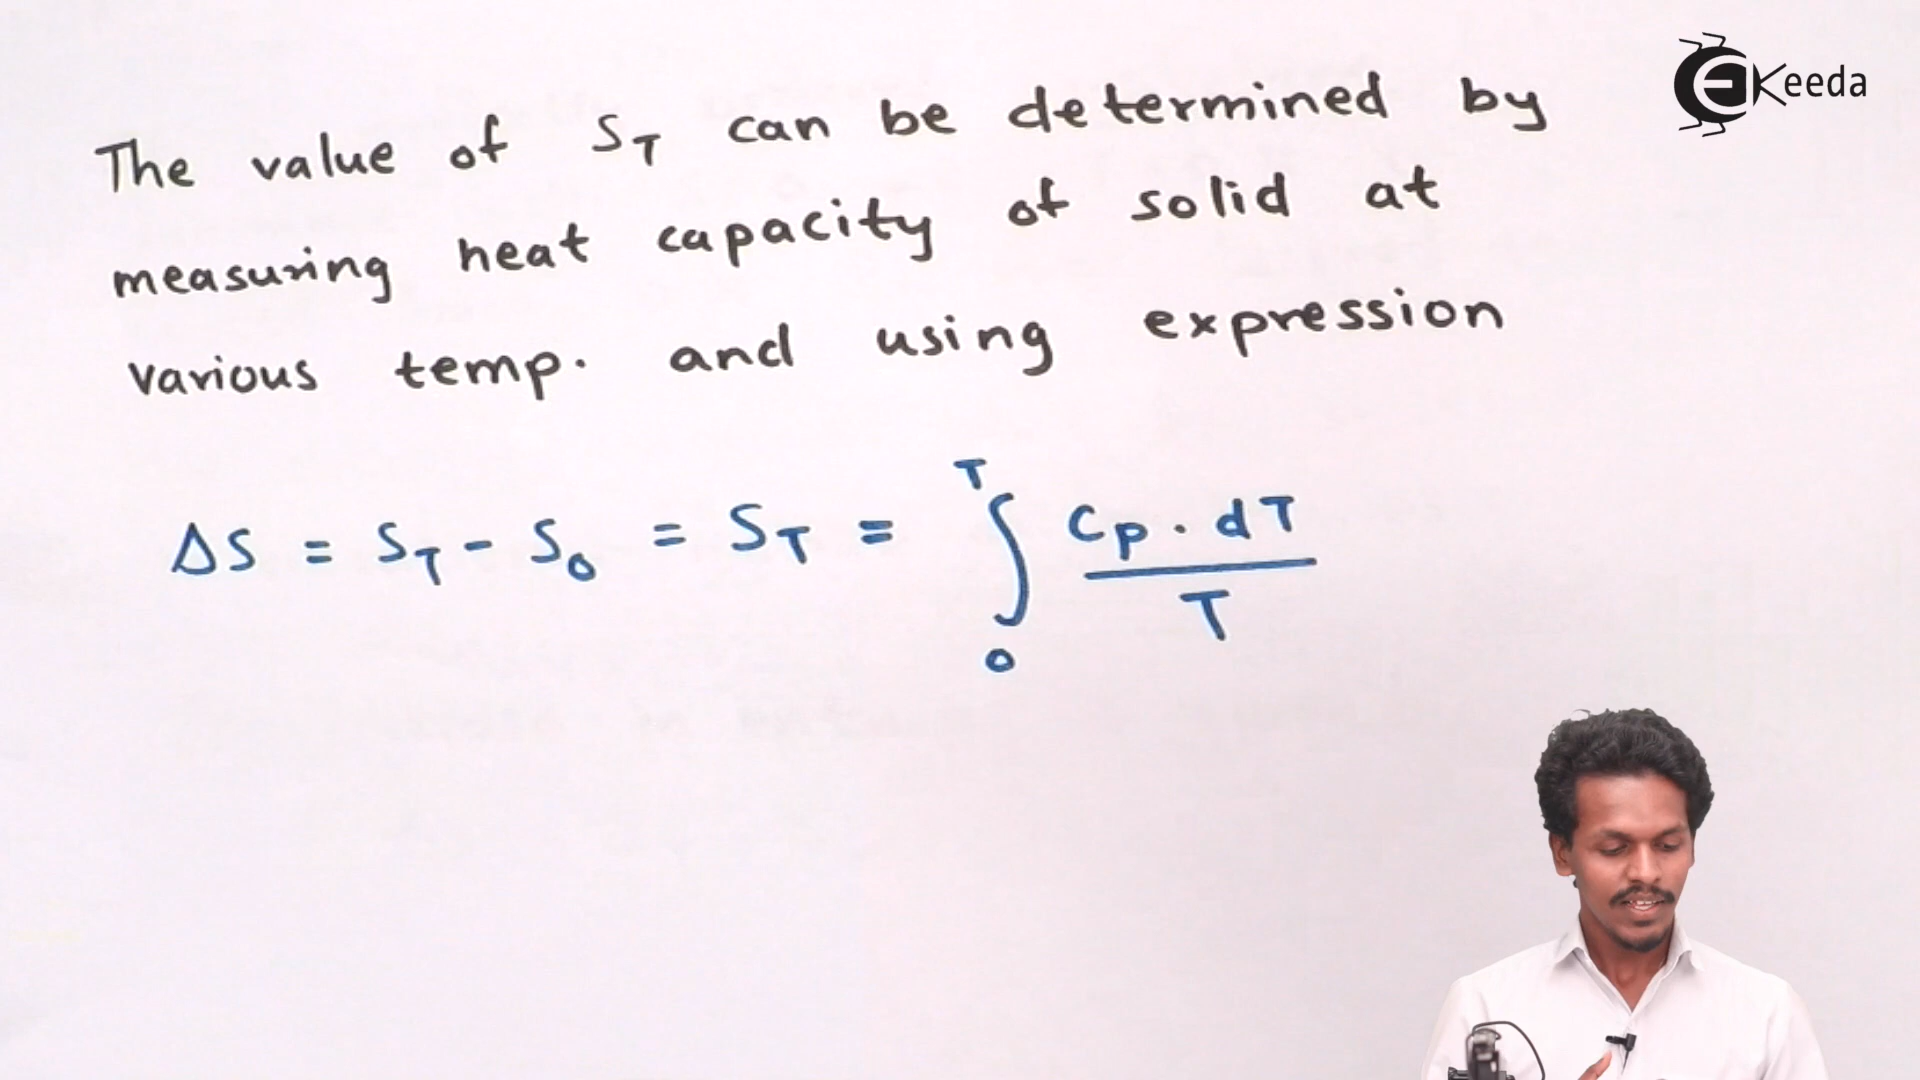 The value of S_T can be determined by
measuring heat capacity of solid at
various temp. and using expression
ΔS = S_T - S_0 = S_T = ∫_0^T Cp . dT / T
EKeeda